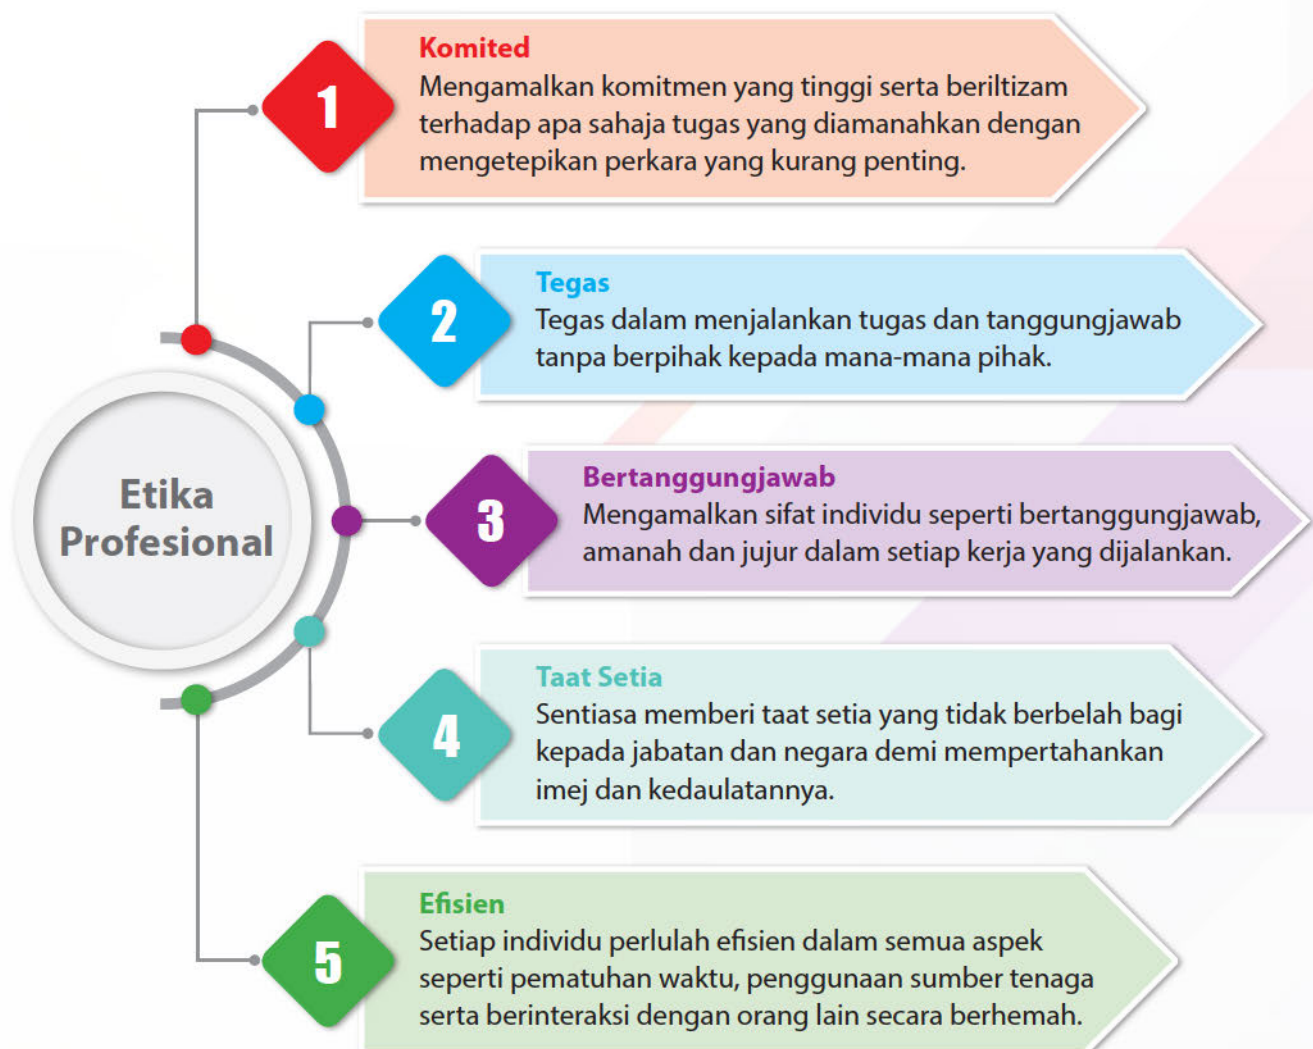 Etika
Profesional
1
Komited
Mengamalkan komitmen yang tinggi serta beriltizam
terhadap apa sahaja tugas yang diamanahkan dengan
mengetepikan perkara yang kurang penting.
2
Tegas
Tegas dalam menjalankan tugas dan tanggungjawab
tanpa berpihak kepada mana-mana pihak.
3
Bertanggungjawab
Mengamalkan sifat individu seperti bertanggungjawab,
amanah dan jujur dalam setiap kerja yang dijalankan.
4
Taat Setia
Sentiasa memberi taat setia yang tidak berbelah bagi
kepada jabatan dan negara demi mempertahankan
imej dan kedaulatannya.
5
Efisien
Setiap individu perlulah efisien dalam semua aspek
seperti pematuhan waktu, penggunaan sumber tenaga
serta berinteraksi dengan orang lain secara berhemah.